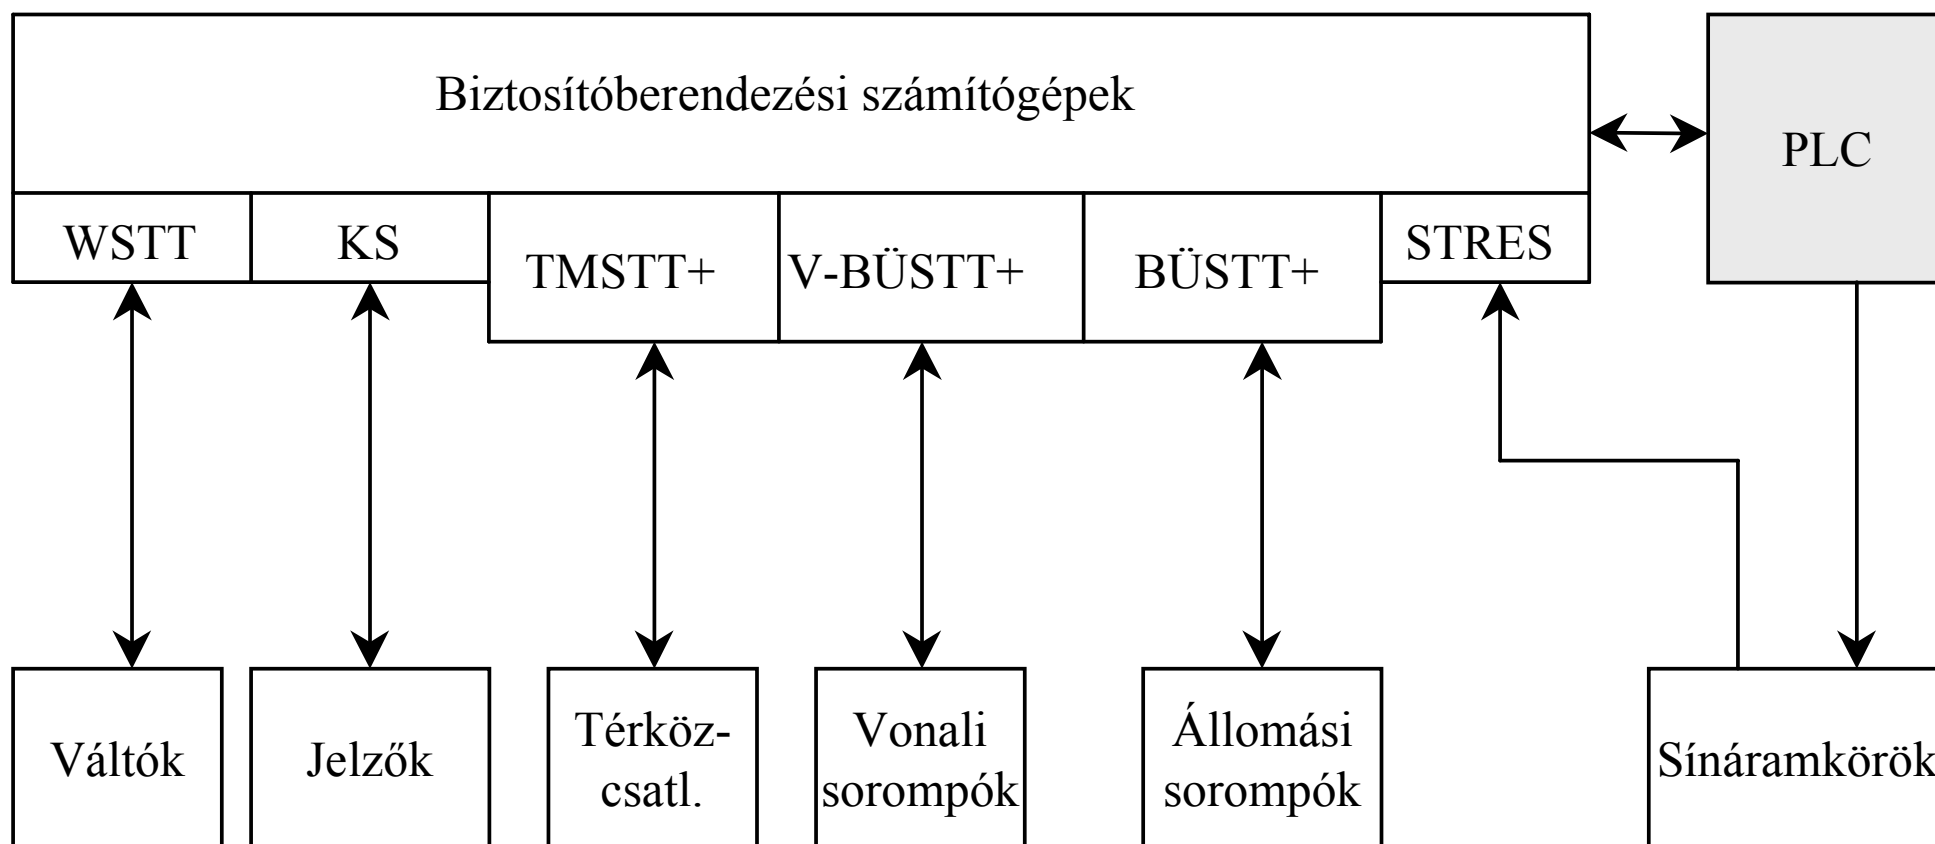 Biztosítóberendezési számítógépek
PLC
WSTT
KS
TMSTT+
V-BÜSTT+
BÜSTT+
STRES
Váltók
Jelzők
Térköz-
csatl.
Vonali
sorompók
Állomási
sorompók
Sínáramkörök